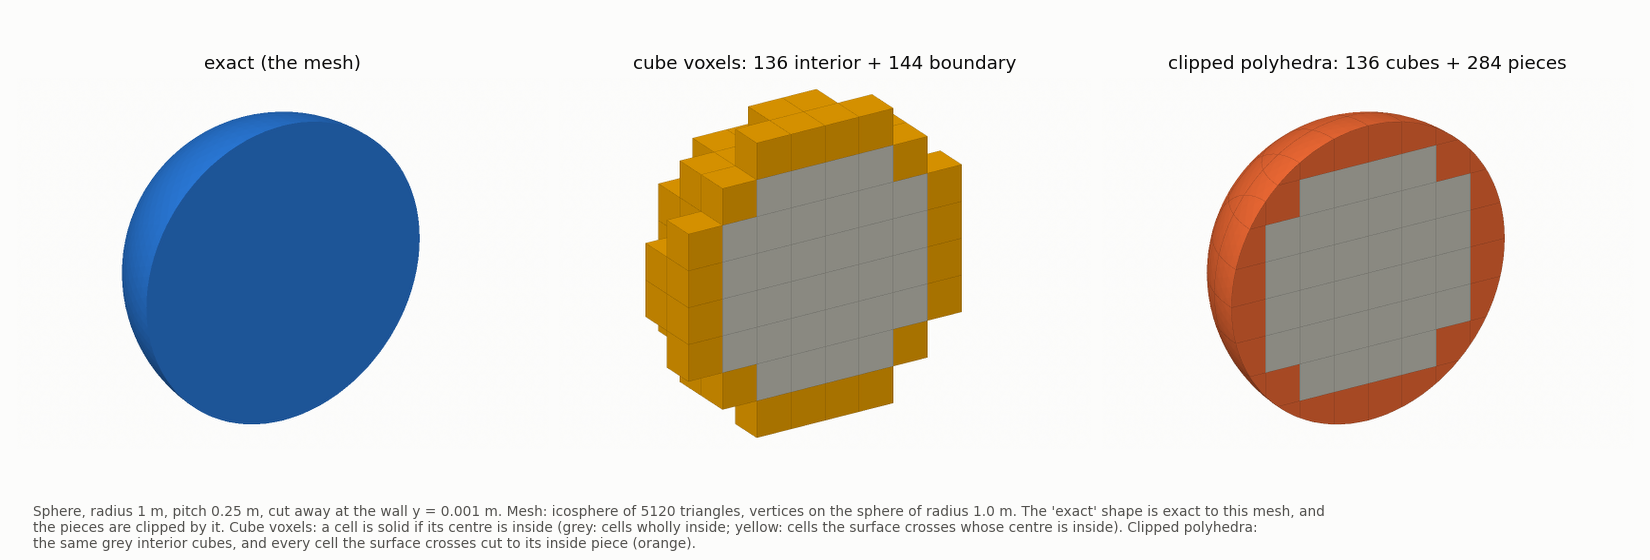 exact (the mesh)
cube voxels: 136 interior + 144 boundary
clipped polyhedra: 136 cubes + 284 pieces
Sphere, radius 1 m, pitch 0.25 m, cut away at the wall y = 0.001 m. Mesh: icosphere of 5120 triangles, vertices on the sphere of radius 1.0 m. The 'exact' shape is exact to this mesh, and
the pieces are clipped by it. Cube voxels: a cell is solid if its centre is inside (grey: cells wholly inside; yellow: cells the surface crosses whose centre is inside). Clipped polyhedra:
the same grey interior cubes, and every cell the surface crosses cut to its inside piece (orange).